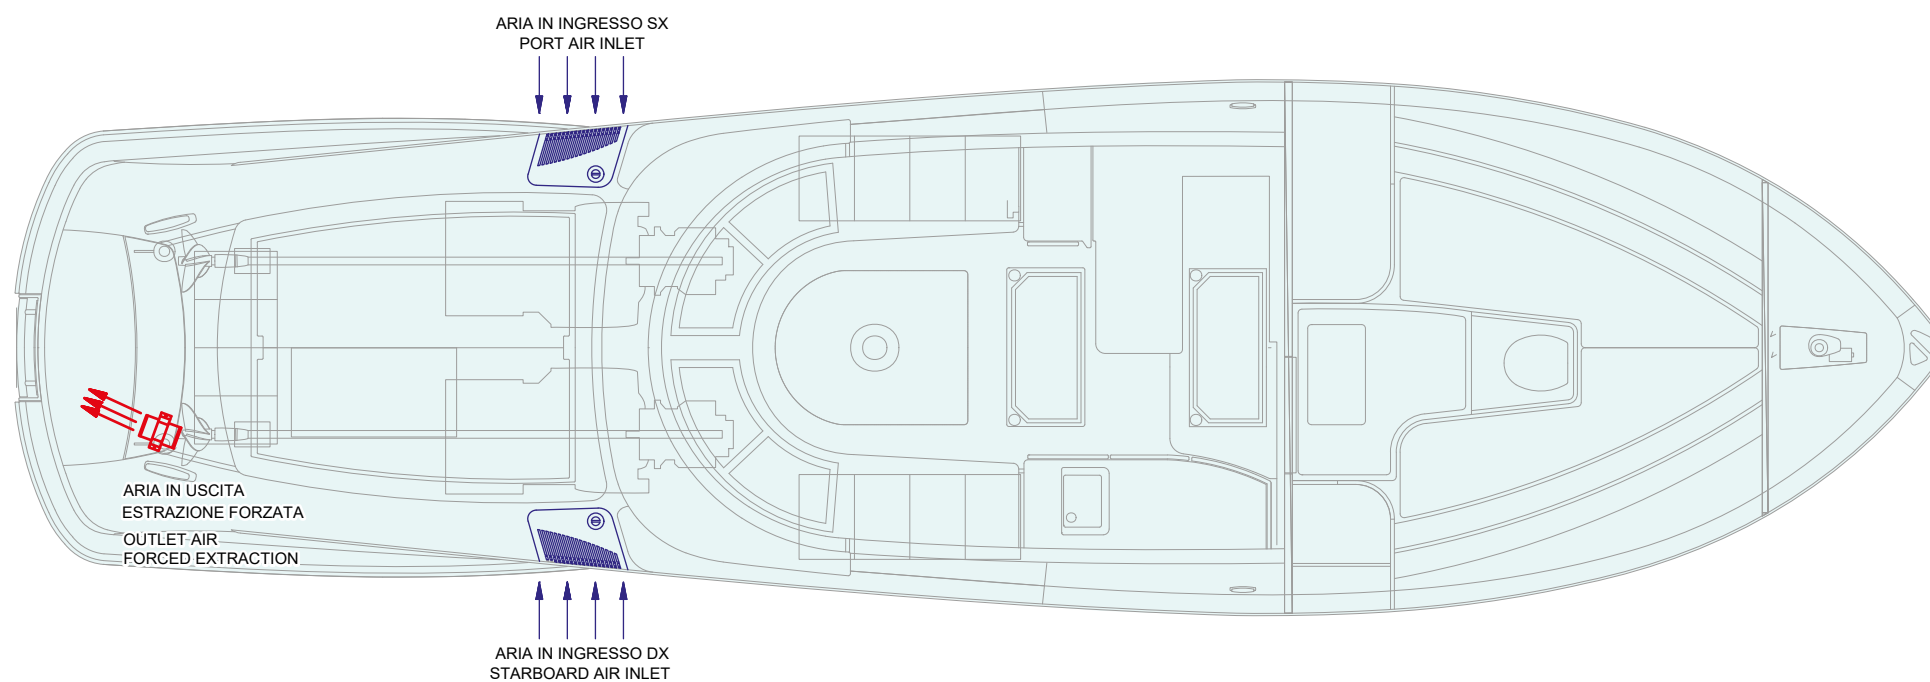 ARIA IN INGRESSO SX
PORT AIR INLET
ARIA IN USCITA
ESTRAZIONE FORZATA
OUTLET AIR
FORCED EXTRACTION
ARIA IN INGRESSO DX
STARBOARD AIR INLET